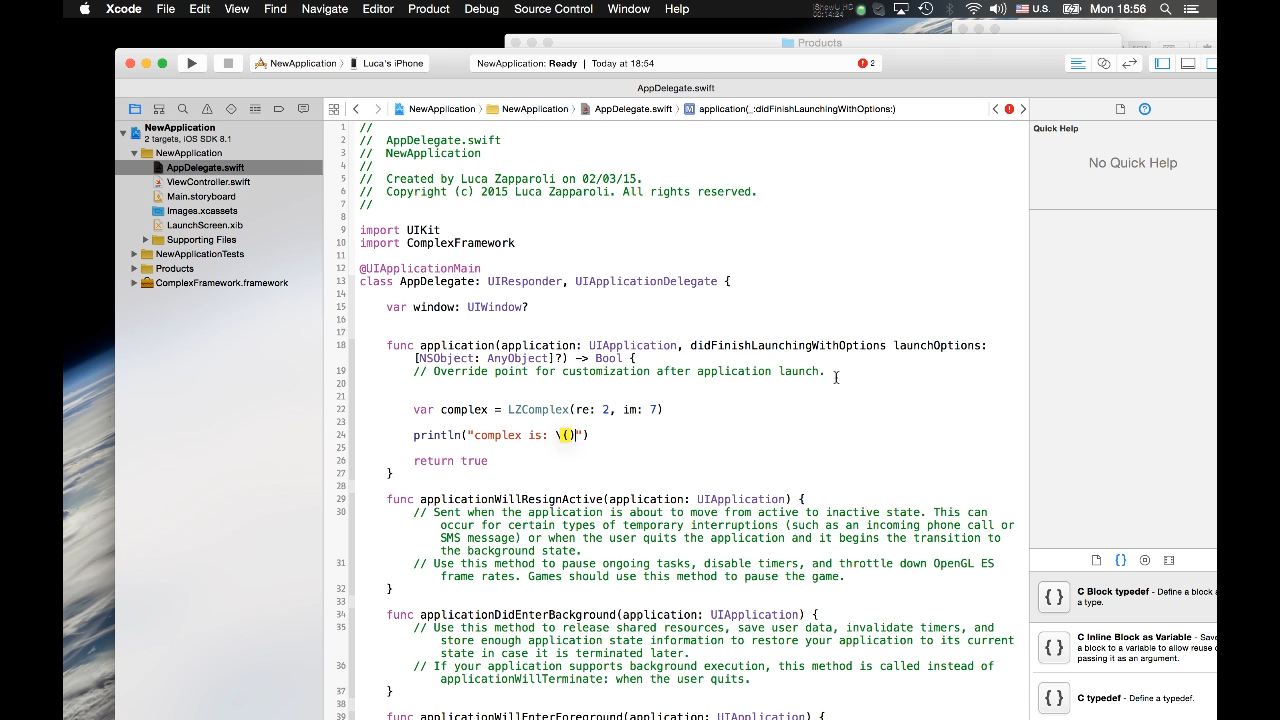 Xcode File Edit View Find Navigate Editor Product Debug Source Control Window Help
iShowU HD
00:14:24
U.S. Mon 18:56
Products
NewApplication Luca's iPhone NewApplication: Ready Today at 18:54 2
AppDelegate.swift
NewApplication NewApplication AppDelegate.swift application(_:didFinishLaunchingWithOptions:)
NewApplication
2 targets, iOS SDK 8.1
NewApplication
AppDelegate.swift
ViewController.swift
Main.storyboard
Images.xcassets
LaunchScreen.xib
Supporting Files
NewApplicationTests
Products
ComplexFramework.framework
1 //
2 // AppDelegate.swift
3 // NewApplication
4 //
5 // Created by Luca Zapparoli on 02/03/15.
6 // Copyright (c) 2015 Luca Zapparoli. All rights reserved.
7 //
8
9 import UIKit
10 import ComplexFramework
11
12 @UIApplicationMain
13 class AppDelegate: UIResponder, UIApplicationDelegate {
14
15 var window: UIWindow?
16
17
18 func application(application: UIApplication, didFinishLaunchingWithOptions launchOptions:
[NSObject: AnyObject]?) -> Bool {
19 // Override point for customization after application launch.
20
21
22 var complex = LZComplex(re: 2, im: 7)
23
24 println("complex is: \()")
25
26 return true
27 }
28
29 func applicationWillResignActive(application: UIApplication) {
30 // Sent when the application is about to move from active to inactive state. This can
occur for certain types of temporary interruptions (such as an incoming phone call or
SMS message) or when the user quits the application and it begins the transition to
the background state.
31 // Use this method to pause ongoing tasks, disable timers, and throttle down OpenGL ES
frame rates. Games should use this method to pause the game.
32 }
33
34 func applicationDidEnterBackground(application: UIApplication) {
35 // Use this method to release shared resources, save user data, invalidate timers, and
store enough application state information to restore your application to its current
state in case it is terminated later.
36 // If your application supports background execution, this method is called instead of
applicationWillTerminate: when the user quits.
37 }
38
39 func applicationWillEnterForeground(application: UIApplication) {
Quick Help
No Quick Help
{ } C Block typedef - Define a block a
a type.
{ } C Inline Block as Variable - Save
a block to a variable to allow reuse o
passing it as an argument.
{ } C typedef - Define a typedef.